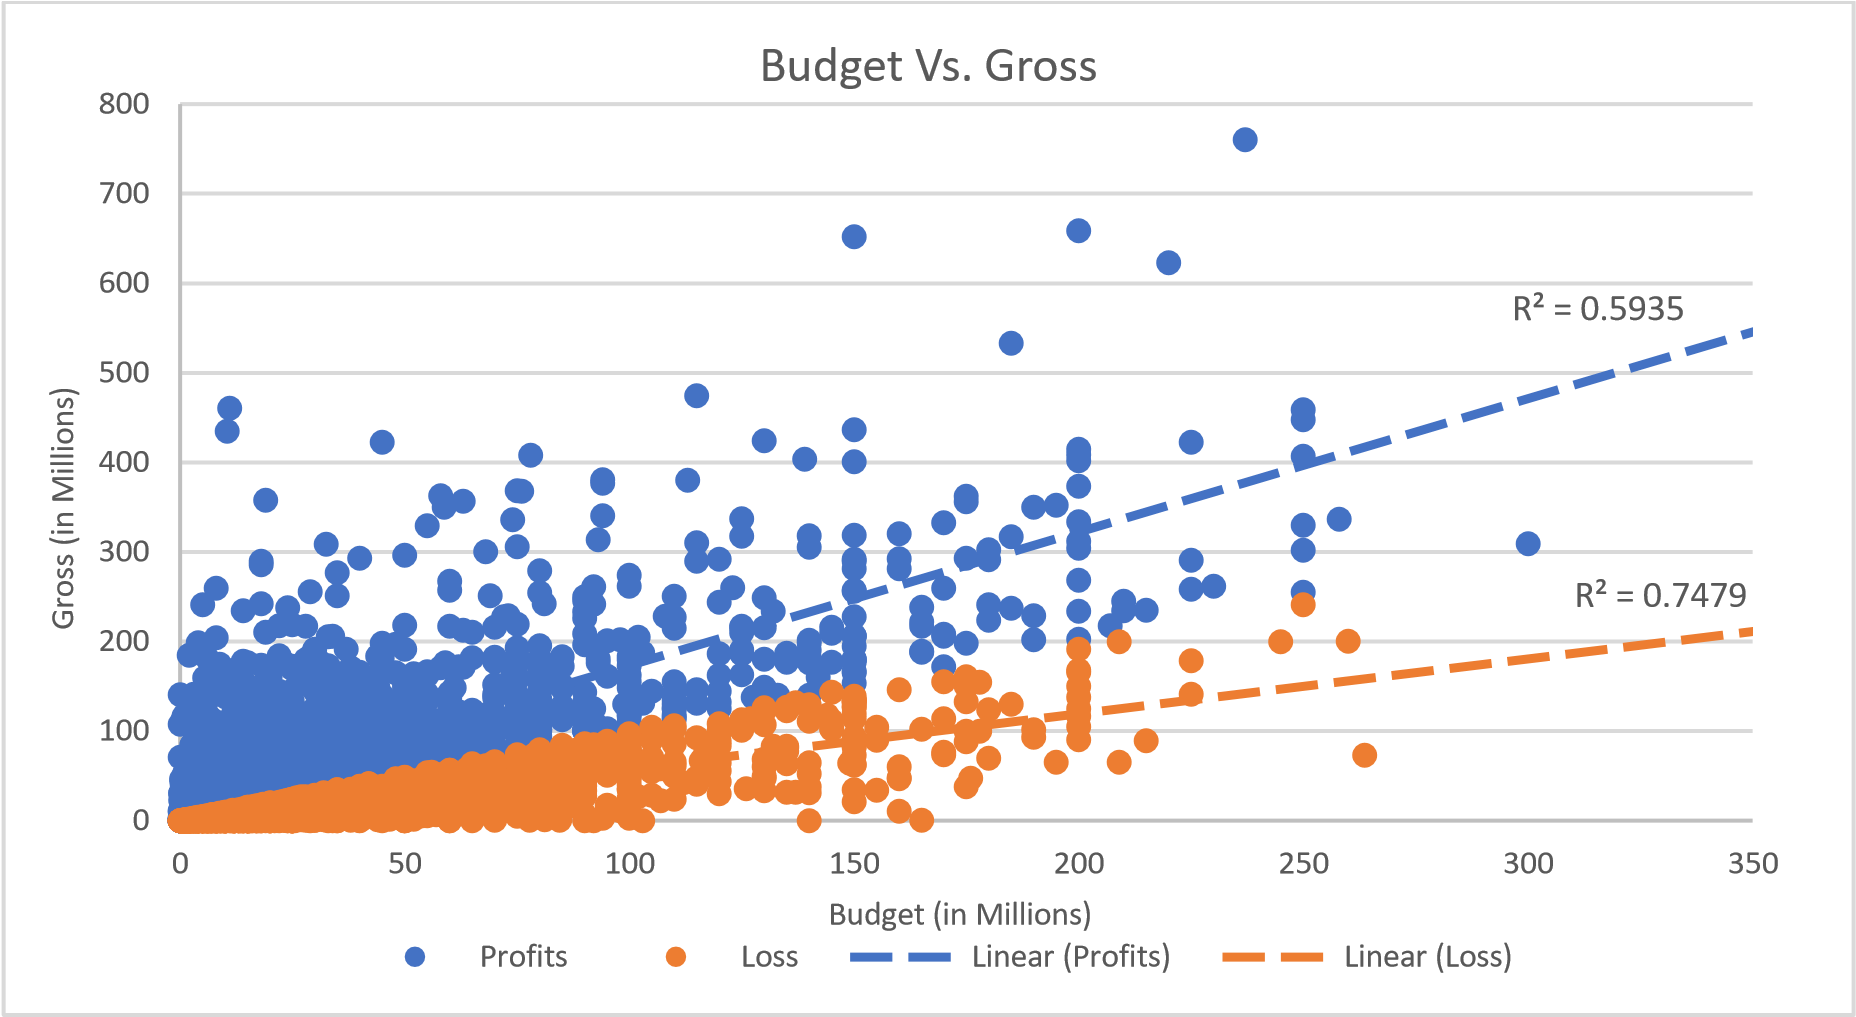 Budget Vs. Gross
800
700
600
500
400
300
200
100
0
Gross (in Millions)
R² = 0.5935
R² = 0.7479
0 50 100 150 200 250 300 350
Budget (in Millions)
Profits Loss Linear (Profits) Linear (Loss)